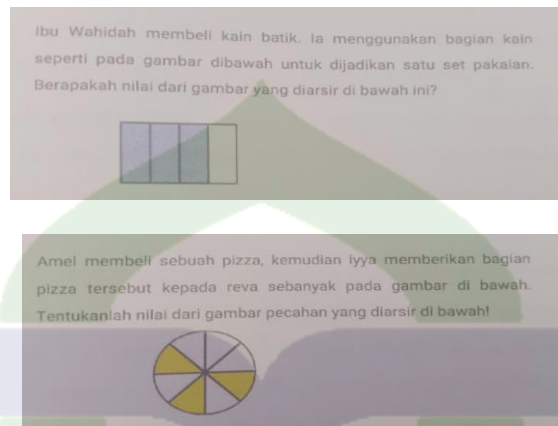 Ibu Wahidah membeli kain batik. Ia menggunakan bagian kain
seperti pada gambar dibawah untuk dijadikan satu set pakaian.
Berapakah nilai dari gambar yang diarsir di bawah ini?
Amel membeli sebuah pizza, kemudian iyya memberikan bagian
pizza tersebut kepada reva sebanyak pada gambar di bawah.
Tentukanlah nilai dari gambar pecahan yang diarsir di bawah!